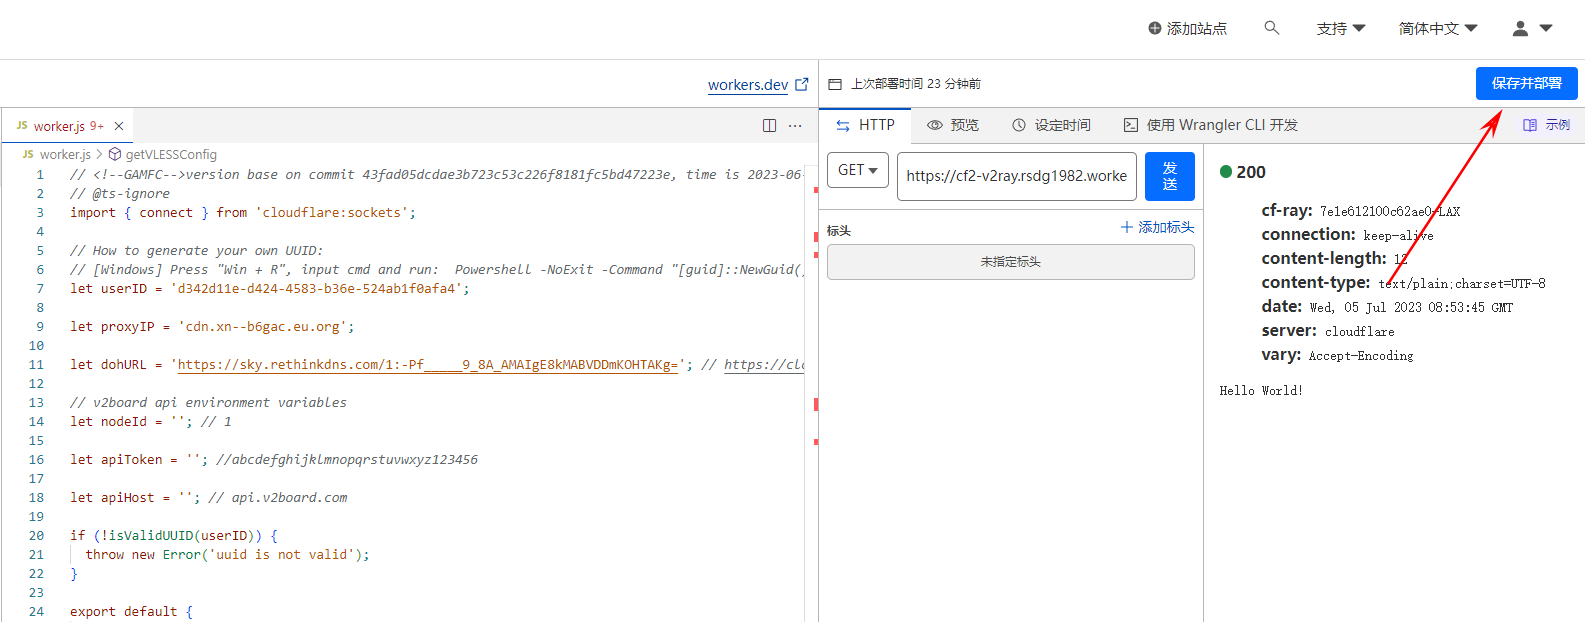 添加站点 支持 简体中文
workers.dev
上次部署时间 23 分钟前 保存并部署
JS worker.js 9+
HTTP 预览 设定时间 使用 Wrangler CLI 开发 示例
JS worker.js > getVLESSConfig
1 // <!--GAMFC-->version base on commit 43fad05dcdae3b723c53c226f8181fc5bd47223e, time is 2023-06-
2 // @ts-ignore
3 import { connect } from 'cloudflare:sockets';
4
5 // How to generate your own UUID:
6 // [Windows] Press "Win + R", input cmd and run:  Powershell -NoExit -Command "[guid]::NewGuid()
7 let userID = 'd342d11e-d424-4583-b36e-524ab1f0afa4';
8
9 let proxyIP = 'cdn.xn--b6gac.eu.org';
10
11 let dohURL = 'https://sky.rethinkdns.com/1:-Pf_____9_8A_AMAIgE8kMABVDDmKOHTAKg='; // https://clo
12
13 // v2board api environment variables
14 let nodeId = ''; // 1
15
16 let apiToken = ''; //abcdefghijklmnopqrstuvwxyz123456
17
18 let apiHost = ''; // api.v2board.com
19
20 if (!isValidUUID(userID)) {
21 throw new Error('uuid is not valid');
22 }
23
24 export default {
GET https://cf2-v2ray.rsdg1982.worke 发送
标头 + 添加标头
未指定标头
200
cf-ray: 7e1e612100c62ae0-LAX
connection: keep-alive
content-length: 12
content-type: text/plain;charset=UTF-8
date: Wed, 05 Jul 2023 08:53:45 GMT
server: cloudflare
vary: Accept-Encoding
Hello World!